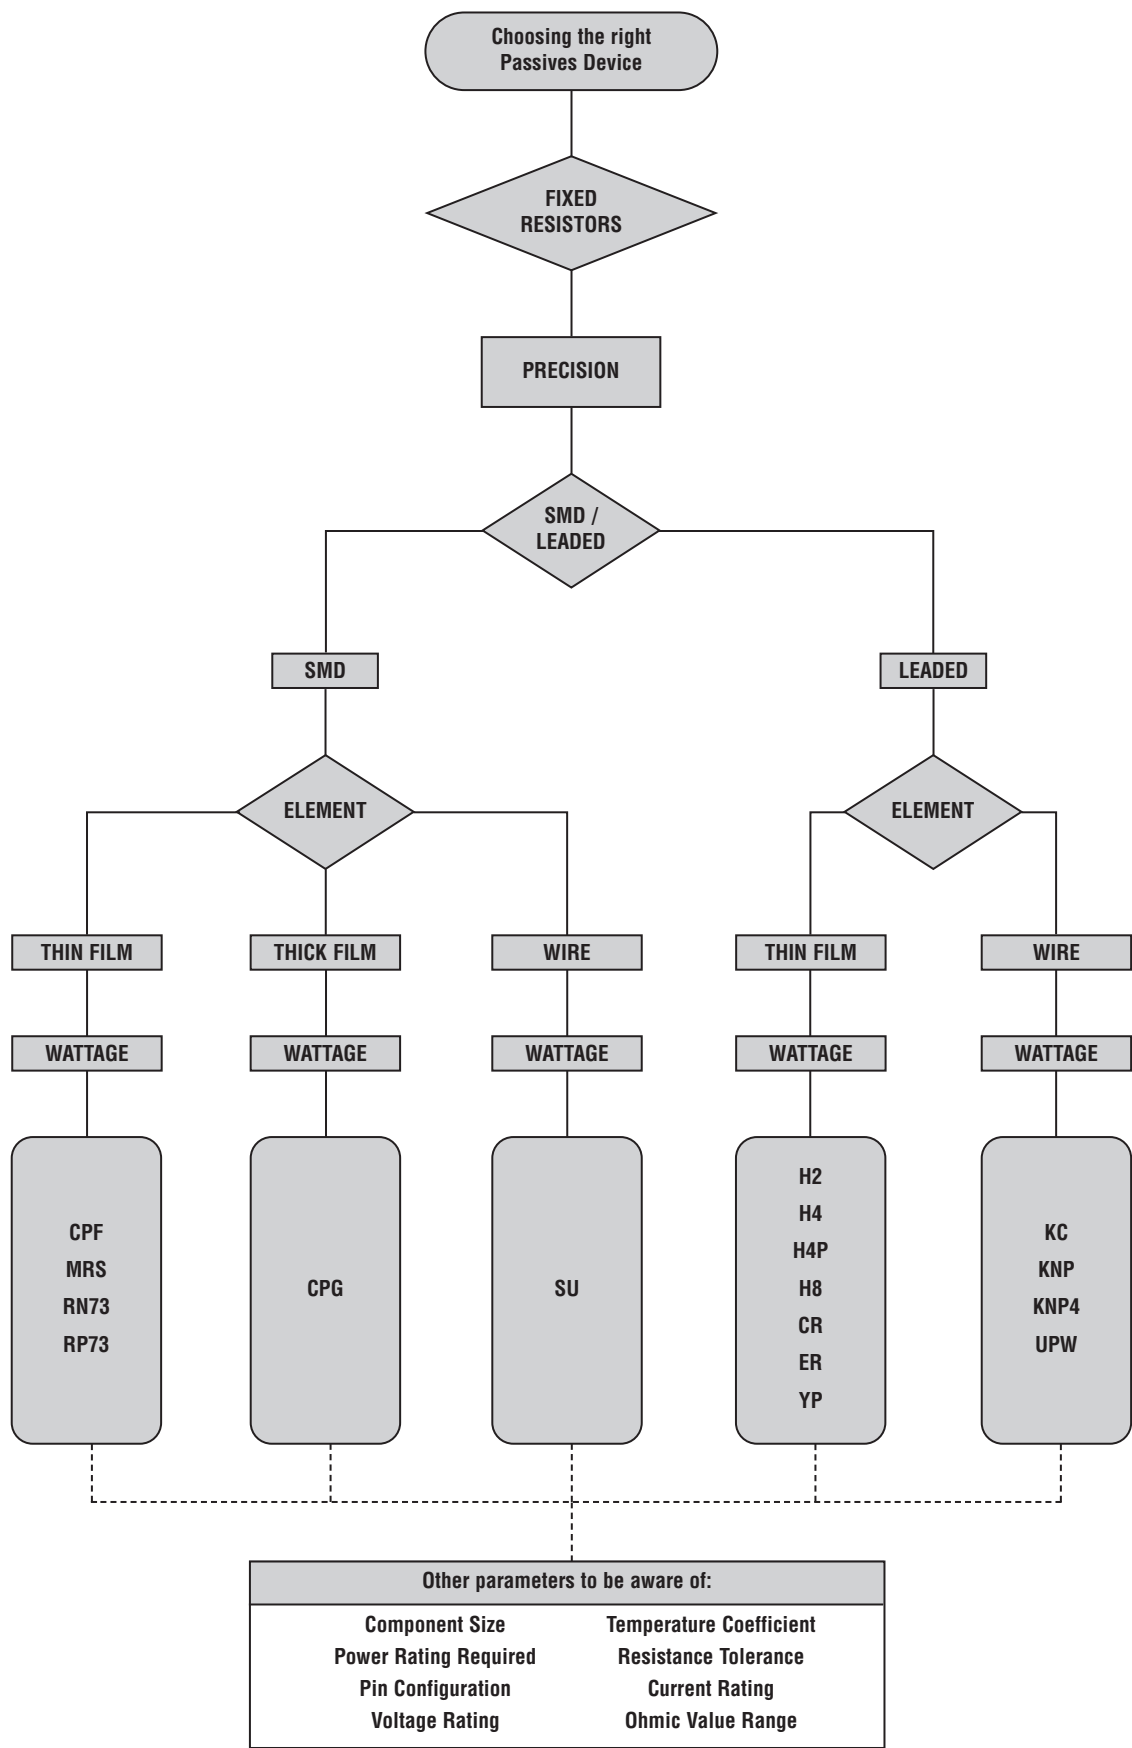 Choosing the right
Passives Device
FIXED
RESISTORS
PRECISION
SMD /
LEADED
SMD
LEADED
ELEMENT
ELEMENT
THIN FILM
THICK FILM
WIRE
THIN FILM
WIRE
WATTAGE
WATTAGE
WATTAGE
WATTAGE
WATTAGE
CPF
MRS
RN73
RP73
CPG
SU
H2
H4
H4P
H8
CR
ER
YP
KC
KNP
KNP4
UPW
Other parameters to be aware of:
Component Size
Power Rating Required
Pin Configuration
Voltage Rating
Temperature Coefficient
Resistance Tolerance
Current Rating
Ohmic Value Range